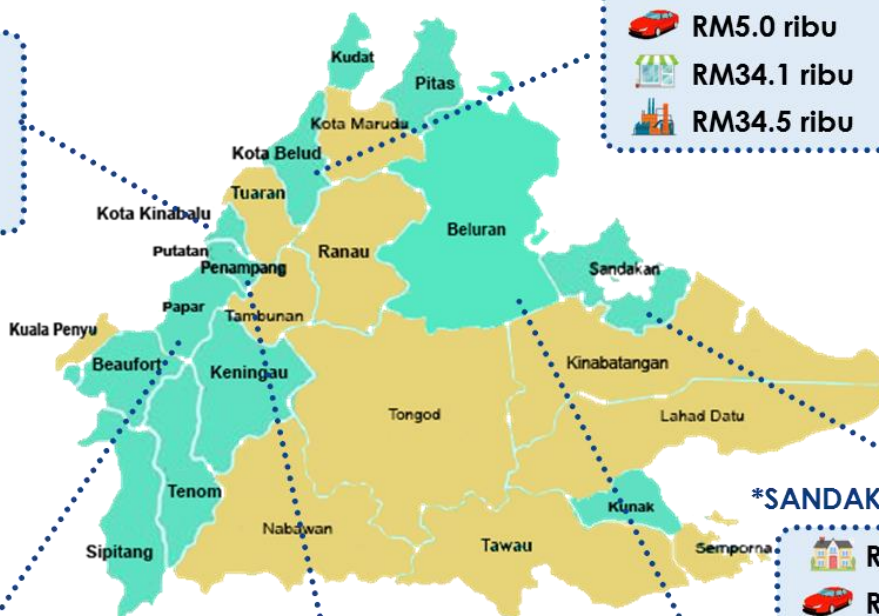 RM5.0 ribu
RM34.1 ribu
RM34.5 ribu
Kudat
Pitas
Kota Marudu
Kota Belud
Tuaran
Kota Kinabalu
Beluran
Ranau
Putatan
Penampang
Sandakan
Papar
Tambunan
Kuala Penyu
Beaufort
Keningau
Kinabatangan
Tongod
Lahad Datu
Tenom
*SANDAK
Kunak
Nabawan
Sipitang
Tawau
Semporna
R
R